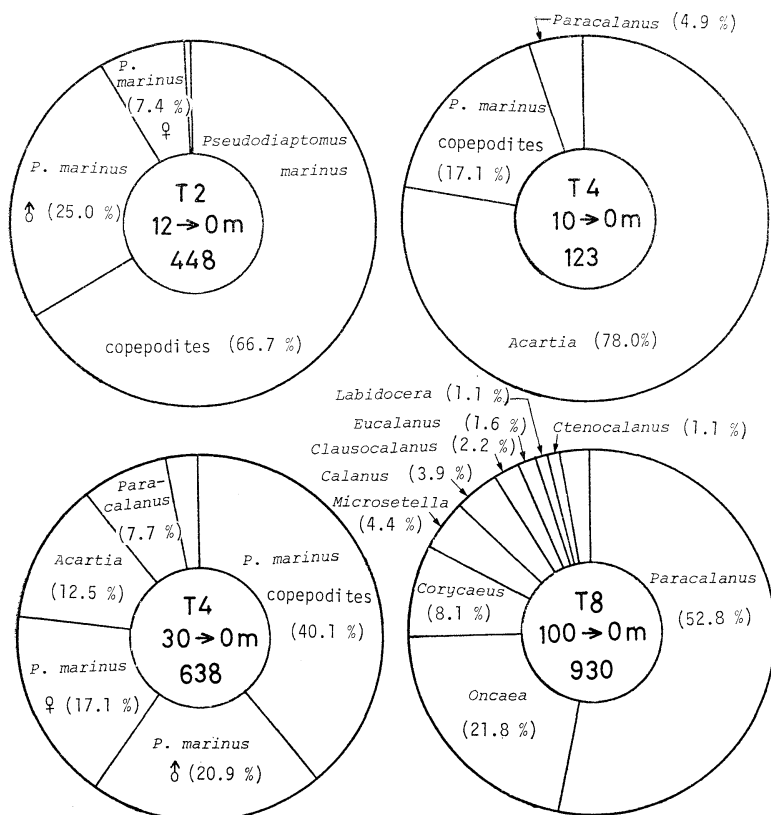 P.
marinus
(7.4 %)
♀
Pseudodiaptomus
marinus
P. marinus
♂ (25.0 %)
T2
12→0m
448
copepodites (66.7 %)
Paracalanus (4.9 %)
P. marinus
copepodites
(17.1 %)
T4
10→0m
123
Acartia (78.0%)
Para-
calanus
(7.7 %)
Acartia
(12.5 %)
P. marinus
copepodites
(40.1 %)
T4
30→0m
638
P. marinus
♀ (17.1 %)
P. marinus
♂ (20.9 %)
Labidocera (1.1 %)
Eucalanus (1.6 %)
Ctenocalanus (1.1 %)
Clausocalanus (2.2 %)
Calanus (3.9 %)
Microsetella
(4.4 %)
Corycaeus
(8.1 %)
Paracalanus
(52.8 %)
T8
100→0m
930
Oncaea
(21.8 %)